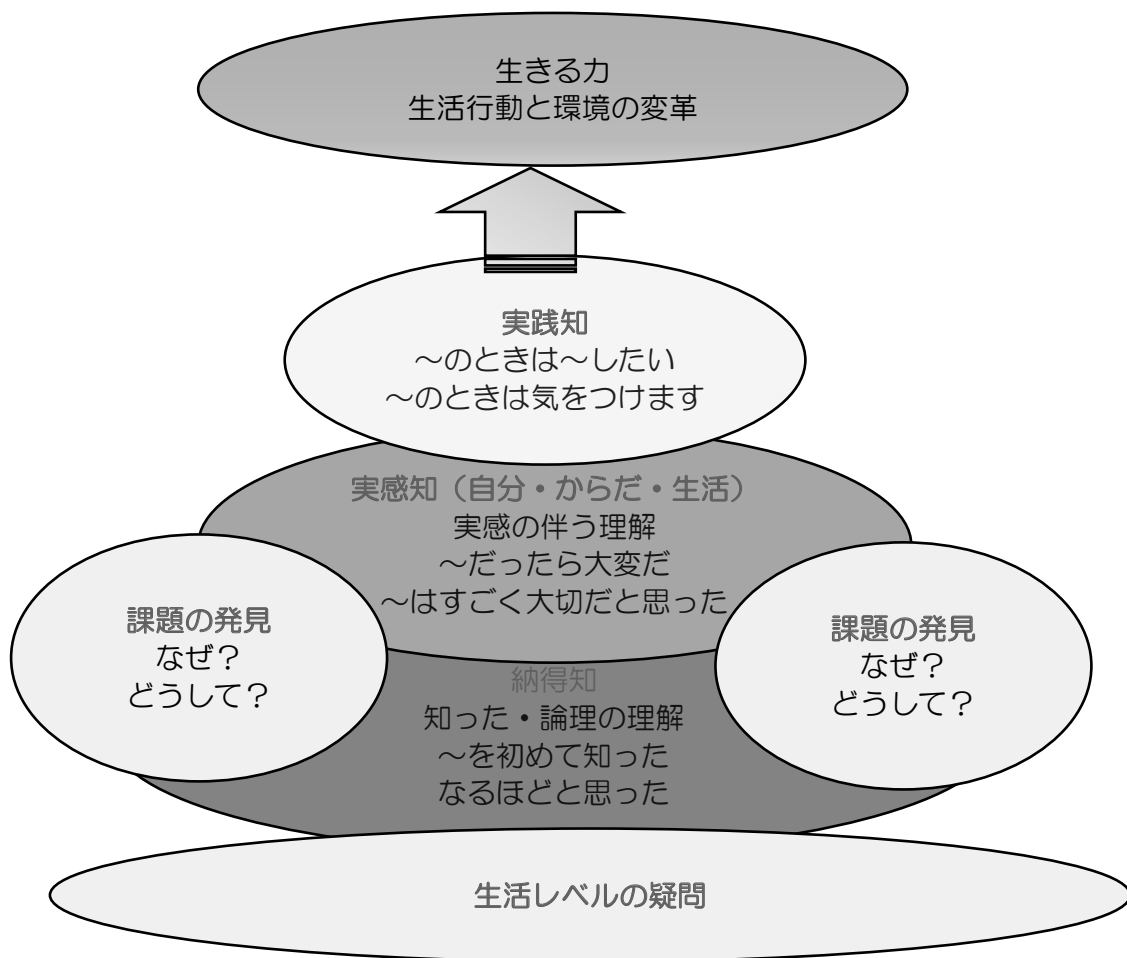 生きる力
生活行動と環境の変革
実践知
～のときは～したい
～のときは気をつけます
実感知（自分・からだ・生活）
実感の伴う理解
～だったら大変だ
～はすごく大切だと思った
課題の発見
なぜ？
どうして？
課題の発見
なぜ？
どうして？
納得知
知った・論理の理解
～を初めて知った
なるほどと思った
生活レベルの疑問